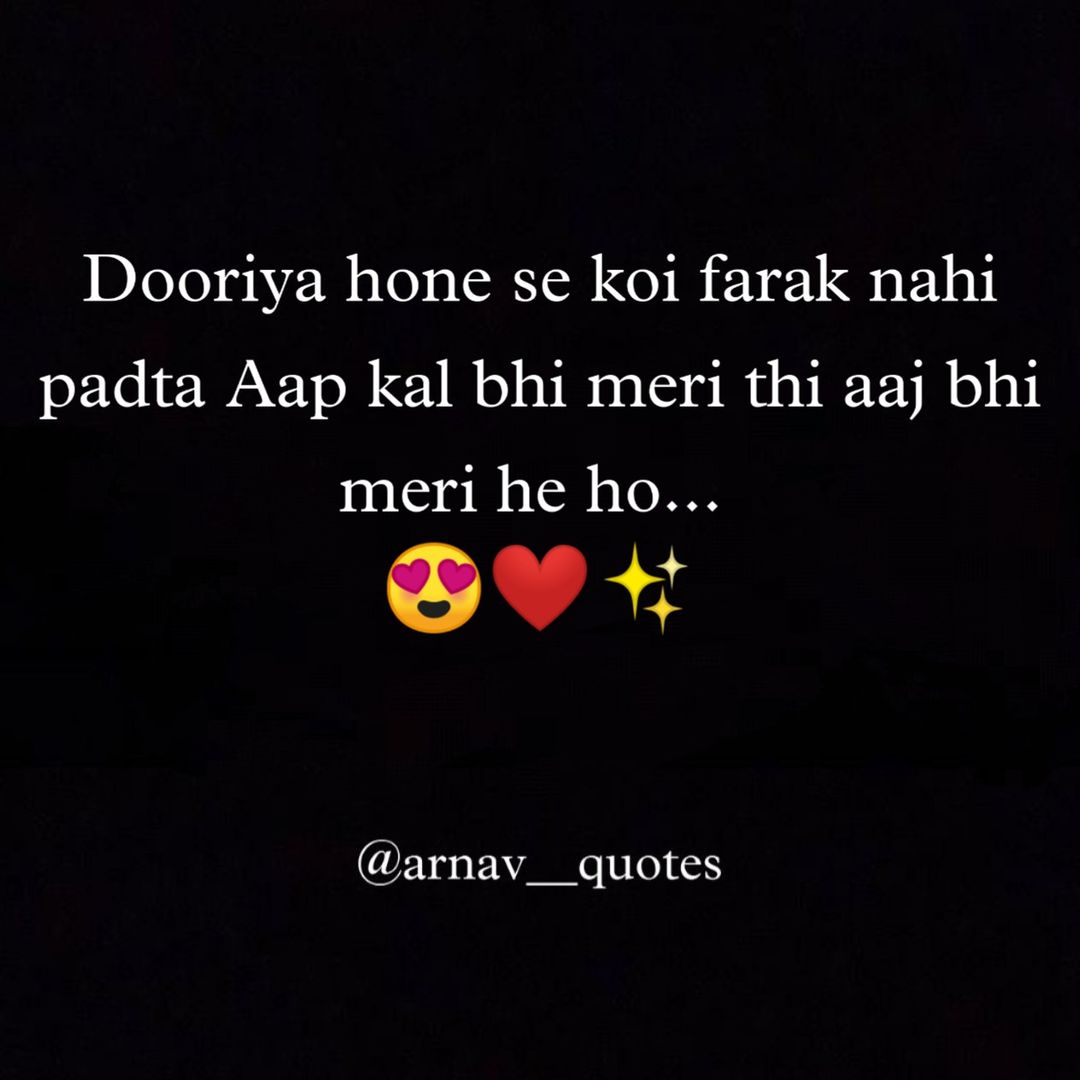 Dooriya hone se koi farak nahi
padta Aap kal bhi meri thi aaj bhi
meri he ho...
😍❤️✨
@arnav__quotes